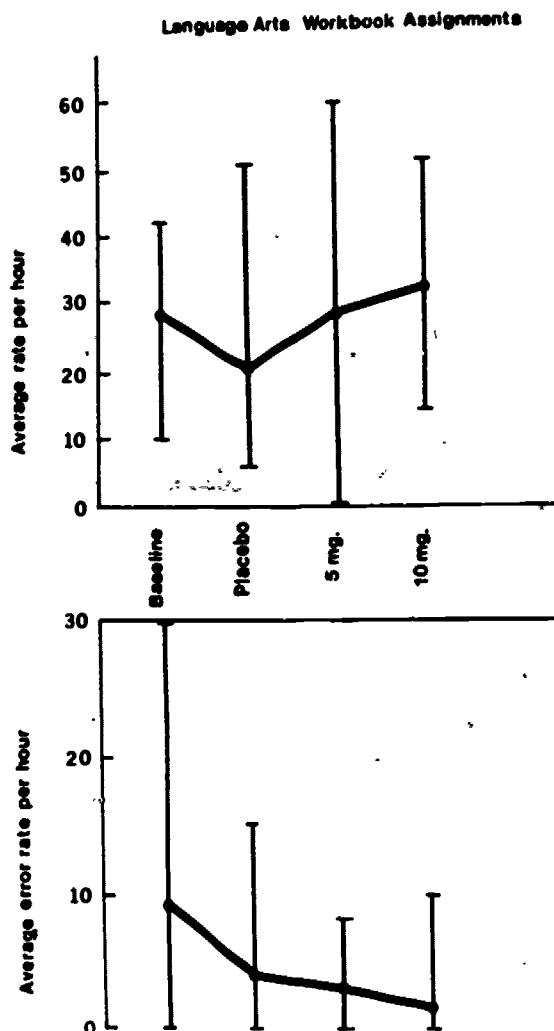 Language Arts Workbook Assignments
Average rate per hour
60
50
40
30
20
10
0
Baseline
Placebo
5 mg.
10 mg.
Average error rate per hour
30
20
10
0